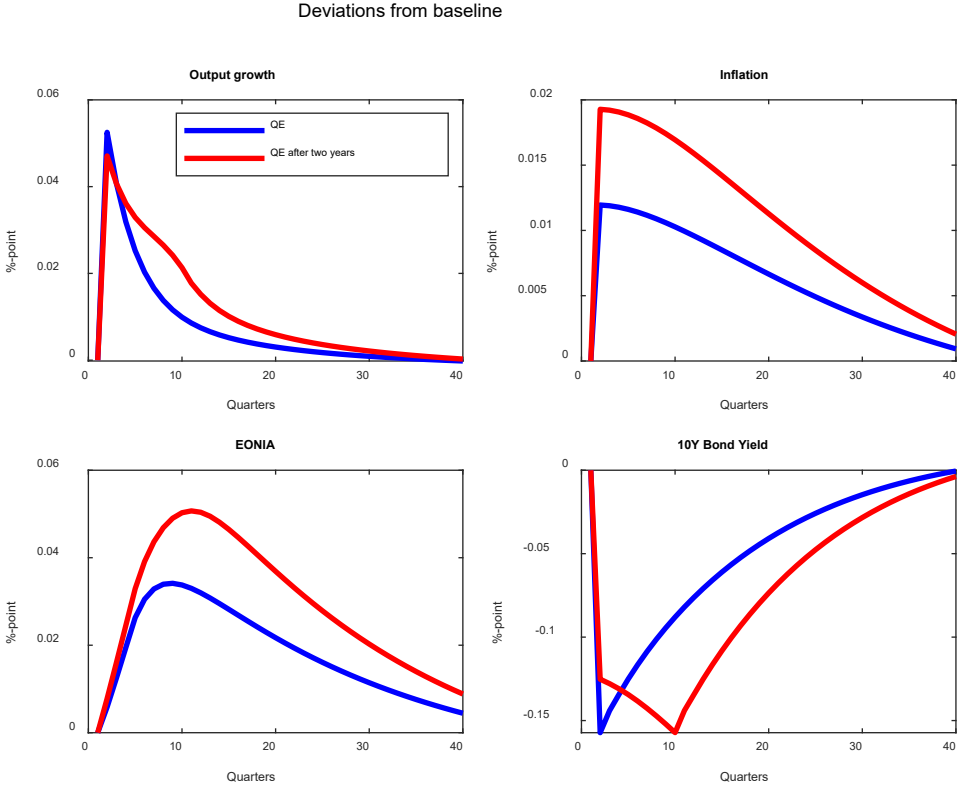 Deviations from baseline
Output growth
0.06
0.04
0.02
0
%-point
QE
QE after two years
0 10 20 30 40
Quarters
Inflation
0.02
0.015
0.01
0.005
0
%-point
0 10 20 30 40
Quarters
EONIA
0.06
0.04
0.02
0
%-point
0 10 20 30 40
Quarters
10Y Bond Yield
0
-0.05
-0.1
-0.15
%-point
0 10 20 30 40
Quarters